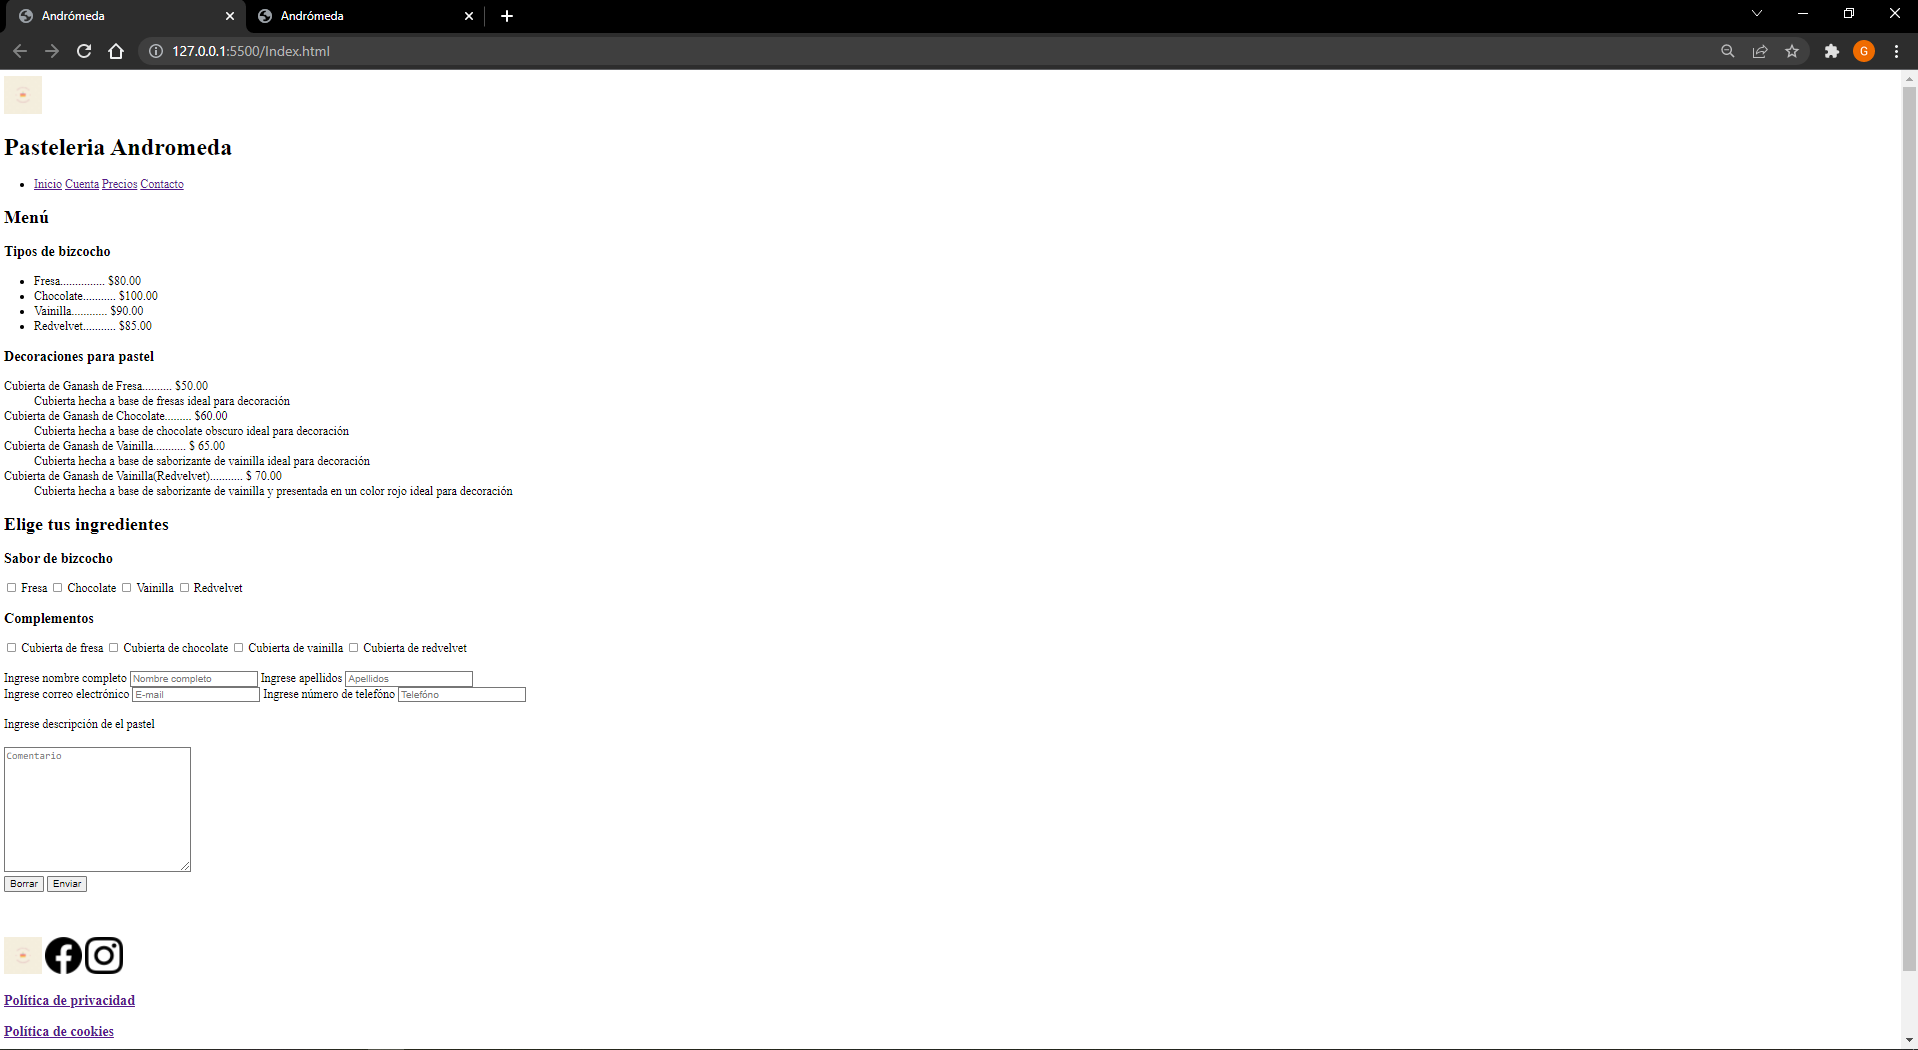 Andrómeda
Andrómeda
127.0.0.1:5500/Index.html
G
Pasteleria Andromeda
Inicio Cuenta Precios Contacto
Menú
Tipos de bizcocho
Fresa............... $80.00
Chocolate........... $100.00
Vainilla............ $90.00
Redvelvet........... $85.00
Decoraciones para pastel
Cubierta de Ganash de Fresa.......... $50.00
Cubierta hecha a base de fresas ideal para decoración
Cubierta de Ganash de Chocolate......... $60.00
Cubierta hecha a base de chocolate obscuro ideal para decoración
Cubierta de Ganash de Vainilla........... $ 65.00
Cubierta hecha a base de saborizante de vainilla ideal para decoración
Cubierta de Ganash de Vainilla(Redvelvet)........... $ 70.00
Cubierta hecha a base de saborizante de vainilla y presentada en un color rojo ideal para decoración
Elige tus ingredientes
Sabor de bizcocho
Fresa Chocolate Vainilla Redvelvet
Complementos
Cubierta de fresa Cubierta de chocolate Cubierta de vainilla Cubierta de redvelvet
Ingrese nombre completo Nombre completo Ingrese apellidos Apellidos
Ingrese correo electrónico E-mail Ingrese número de telefóno Telefóno
Ingrese descripción de el pastel
Comentario
Borrar Enviar
Política de privacidad
Política de cookies